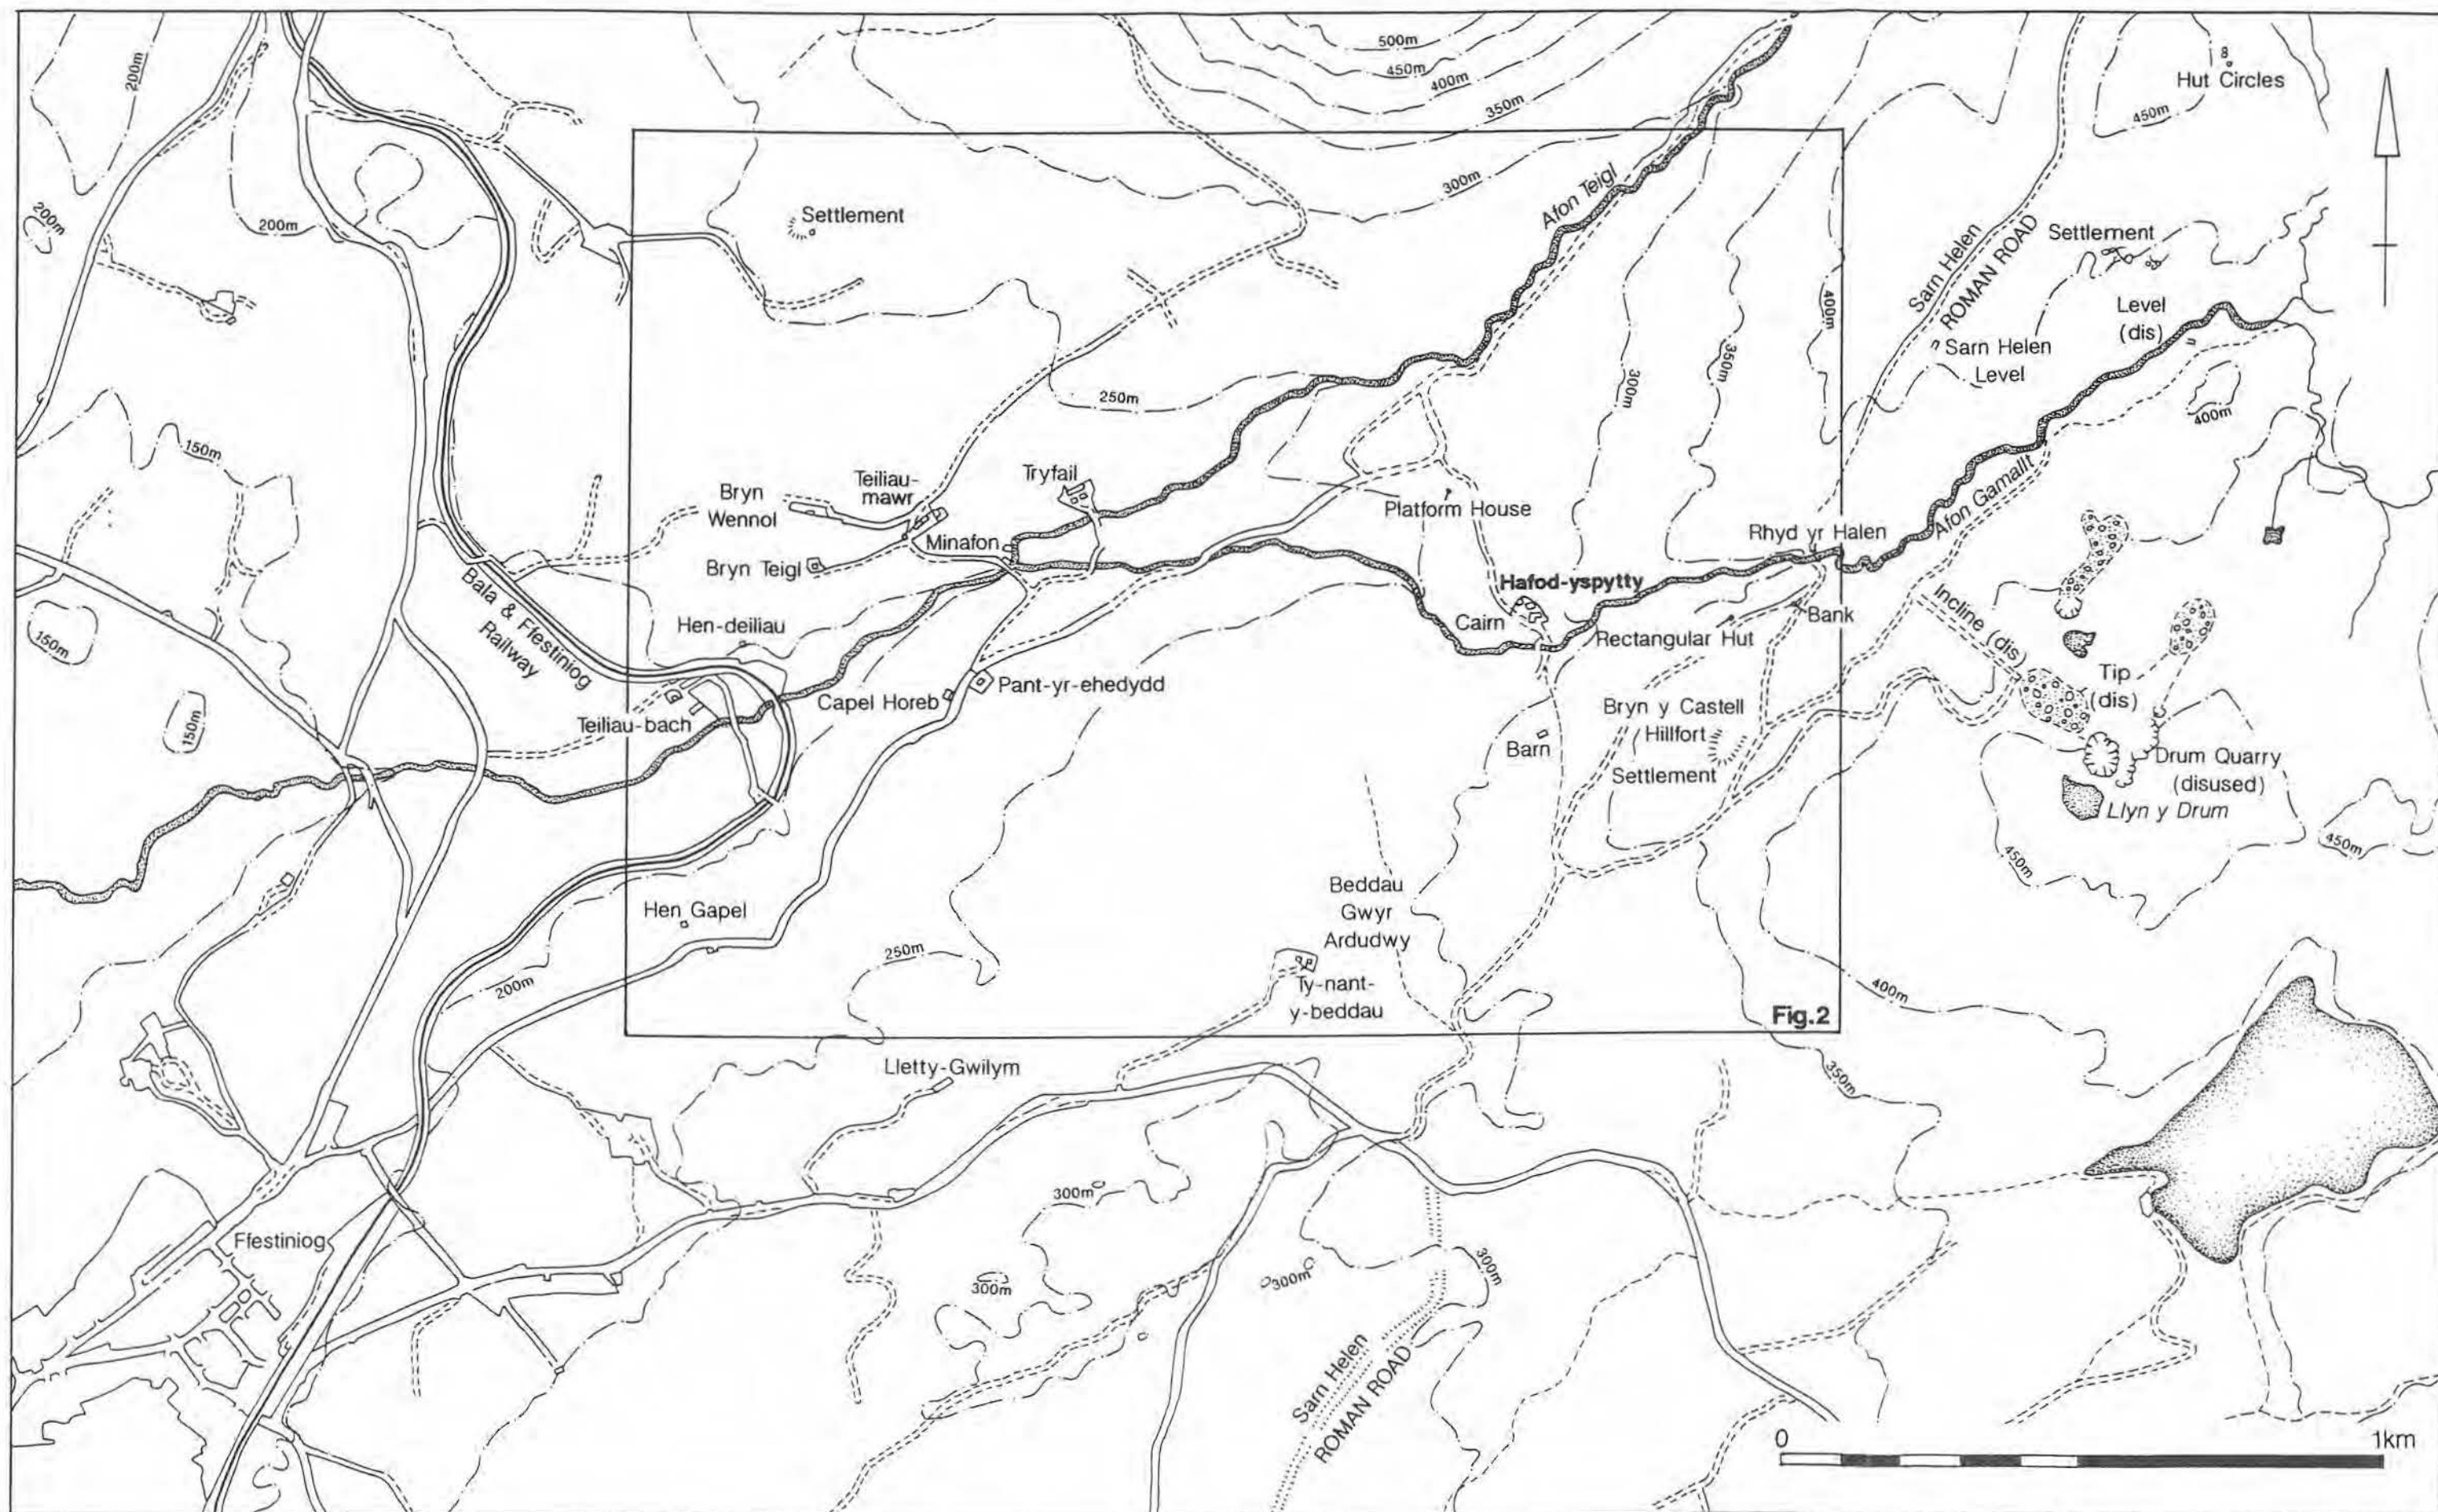 500m
450m
400m
350m
300m
200m
200m
200m
8
Hut Circles
450m
Settlement
Afon Teigl
Sarn Helen
ROMAN ROAD
Settlement
Level
(dis)
Sarn Helen
Level
400m
350m
300m
400m
250m
150m
Bryn
Wennol
Teiliau-
mawr
Tryfail
Minafon
Bryn Teigl
Platform House
Rhyd yr Halen
Afon Gamallt
Hafod-yspytty
Bala & Ffestiniog
Railway
Hen-deiliau
Cairn
Rectangular Hut
Bank
Incline (dis)
Tip
(dis)
150m
150m
Capel Horeb
Pant-yr-ehedydd
Teiliau-bach
Bryn y Castell
Hillfort
Settlement
Barn
Drum Quarry
(disused)
Llyn y Drum
450m
450m
Hen Gapel
Beddau
Gwyr
Ardudwy
250m
200m
Ty-nant-
y-beddau
400m
Fig.2
Lletty-Gwilym
350m
300m
300m
300m
300m
Ffestiniog
Sarn Helen
ROMAN ROAD
0
1km